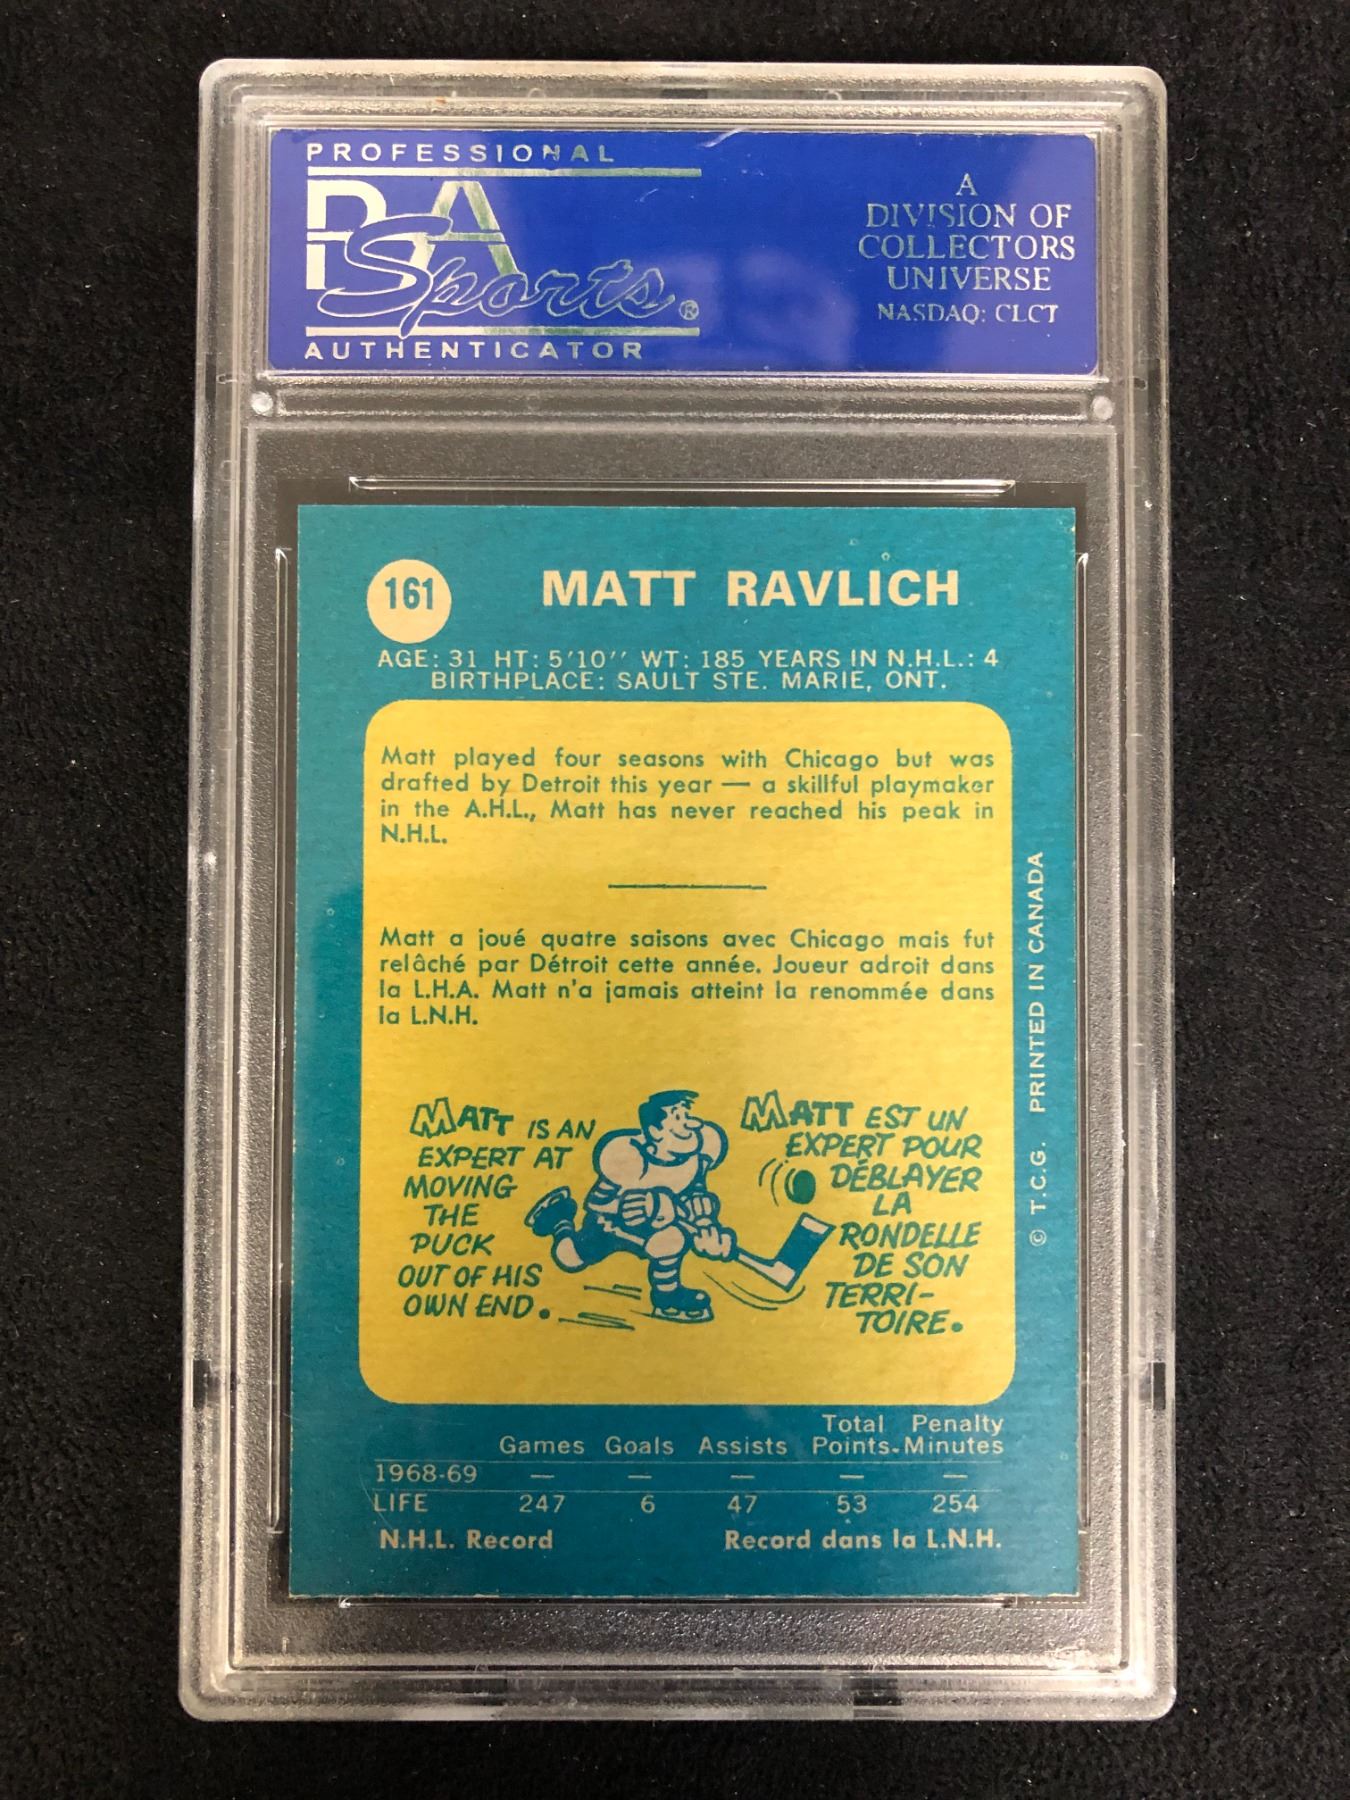 PROFESSIONAL
PSA
Sports®
AUTHENTICATOR
A
DIVISION OF
COLLECTORS
UNIVERSE
NASDAQ: CLCT
161
MATT RAVLICH
AGE: 31 HT: 5'10'' WT: 185 YEARS IN N.H.L.: 4
BIRTHPLACE: SAULT STE. MARIE, ONT.
Matt played four seasons with Chicago but was
drafted by Detroit this year — a skillful playmaker
in the A.H.L., Matt has never reached his peak in
N.H.L.
Matt a joué quatre saisons avec Chicago mais fut
relâché par Détroit cette année. Joueur adroit dans
la L.H.A. Matt n'a jamais atteint la renommée dans
la L.N.H.
MATT IS AN
EXPERT AT
MOVING
THE
PUCK
OUT OF HIS
OWN END.
MATT EST UN
EXPERT POUR
DÉBLAYER
LA
RONDELLE
DE SON
TERRI-
TOIRE.
© T.C.G. PRINTED IN CANADA
Total Penalty
Games Goals Assists Points Minutes
1968-69 — — — — —
LIFE 247 6 47 53 254
N.H.L. Record Record dans la L.N.H.